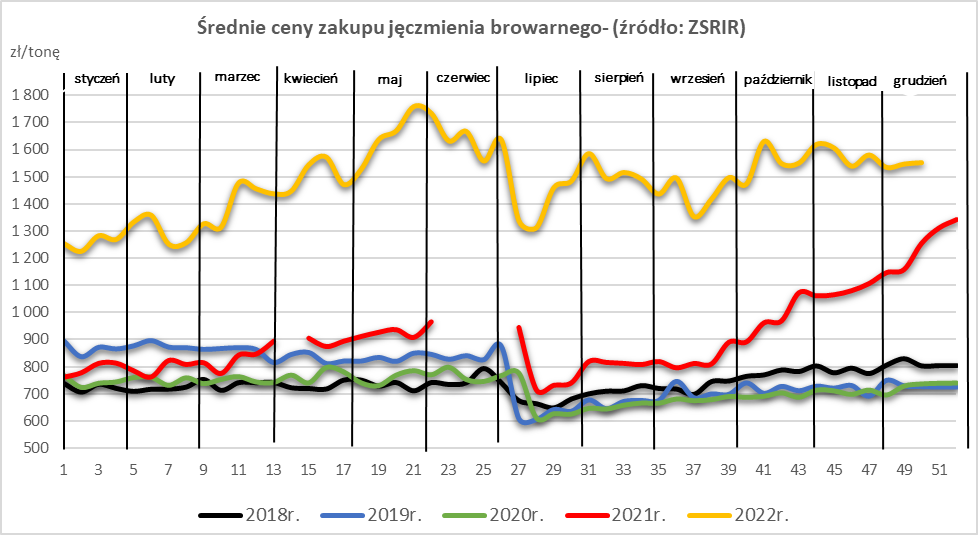 Średnie ceny zakupu jęczmienia browarnego- (źródło: ZSRIR)
zł/tonę
styczeń luty marzec kwiecień maj czerwiec lipiec sierpień wrzesień październik listopad grudzień
1 800
1 700
1 600
1 500
1 400
1 300
1 200
1 100
1 000
900
800
700
600
500
1 3 5 7 9 11 13 15 17 19 21 23 25 27 29 31 33 35 37 39 41 43 45 47 49 51
2018r. 2019r. 2020r. 2021r. 2022r.